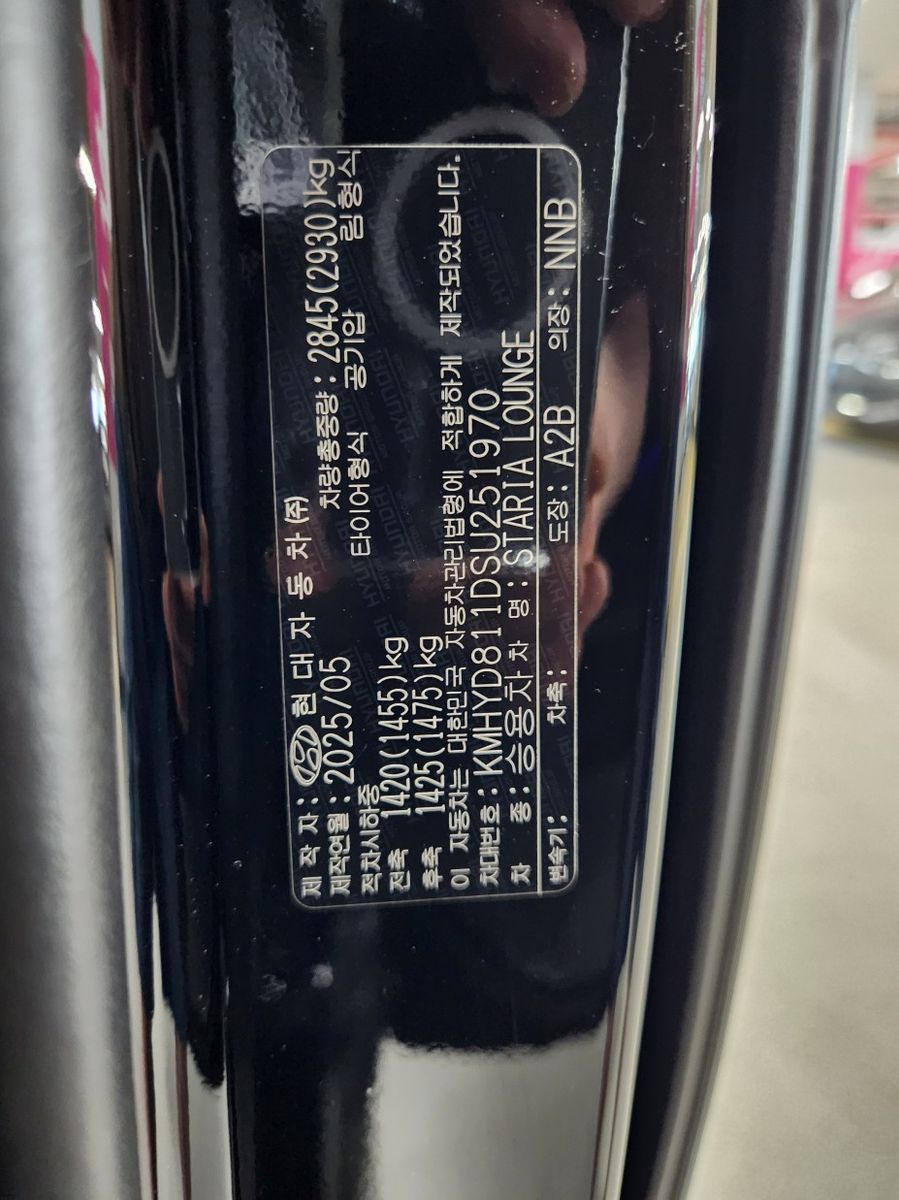 제 작 자 : 현 대 자 동 차 (주)
제작연월 : 2025/05 차량총중량 : 2845(2930)kg
적차시하중 타이어형식 공기압 림형식
전축 1420(1455)kg
후축 1425(1475)kg
이 자동차는 대한민국 자동차관리법령에 적합하게 제작되었습니다.
차대번호 : KMHYD811DSU251970
차 종 : 승용차 차 명 : STARIA LOUNGE
변속기 : 차축 : 도장 : A2B 의장 : NNB